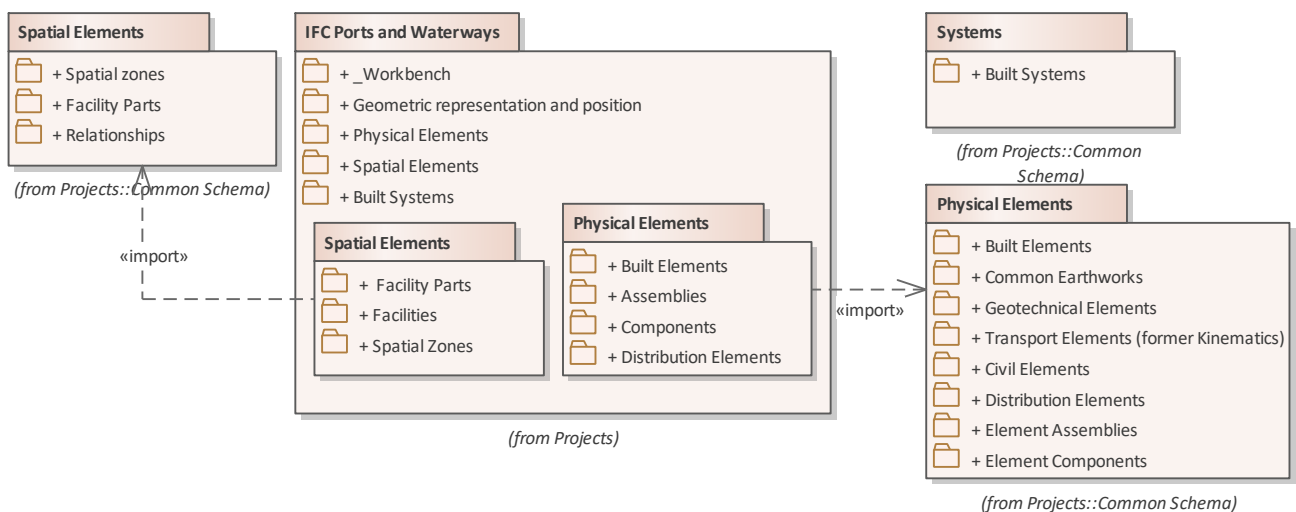 Spatial Elements
+ Spatial zones
+ Facility Parts
+ Relationships
(from Projects::Common Schema)
«import»
IFC Ports and Waterways
+ _Workbench
+ Geometric representation and position
+ Physical Elements
+ Spatial Elements
+ Built Systems
Spatial Elements
+ Facility Parts
+ Facilities
+ Spatial Zones
Physical Elements
+ Built Elements
+ Assemblies
+ Components
+ Distribution Elements
(from Projects)
«import»
Systems
+ Built Systems
(from Projects::Common
Schema)
Physical Elements
+ Built Elements
+ Common Earthworks
+ Geotechnical Elements
+ Transport Elements (former Kinematics)
+ Civil Elements
+ Distribution Elements
+ Element Assemblies
+ Element Components
(from Projects::Common Schema)